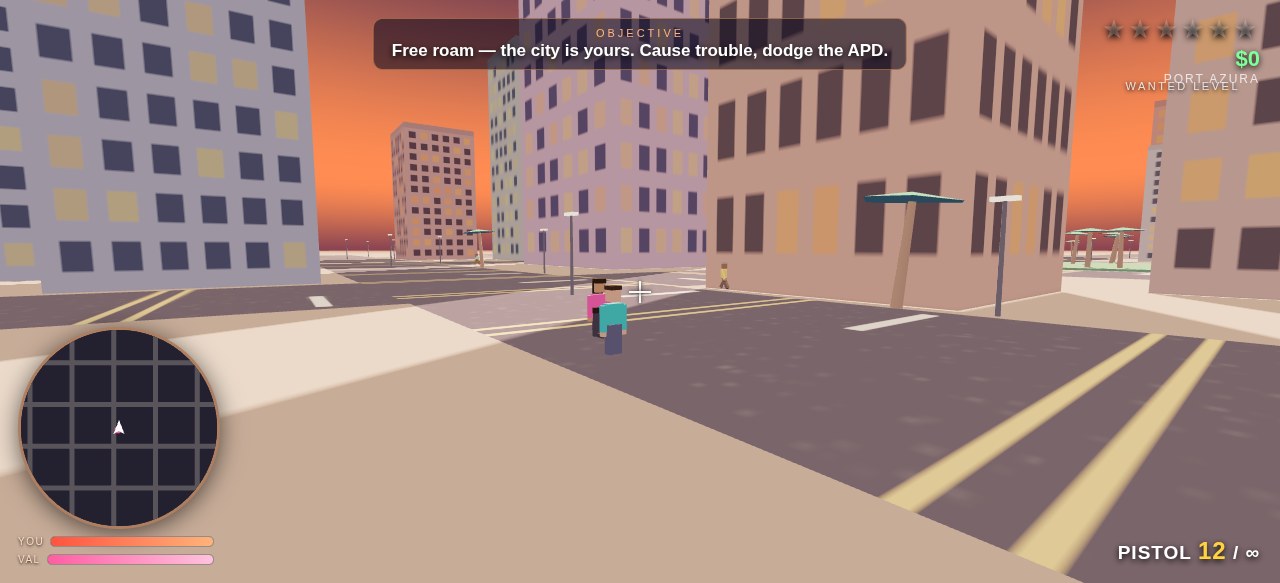 OBJECTIVE
Free roam — the city is yours. Cause trouble, dodge the APD.
$0
PORT AZURA
WANTED LEVEL
YOU
VAL
PISTOL 12 / ∞